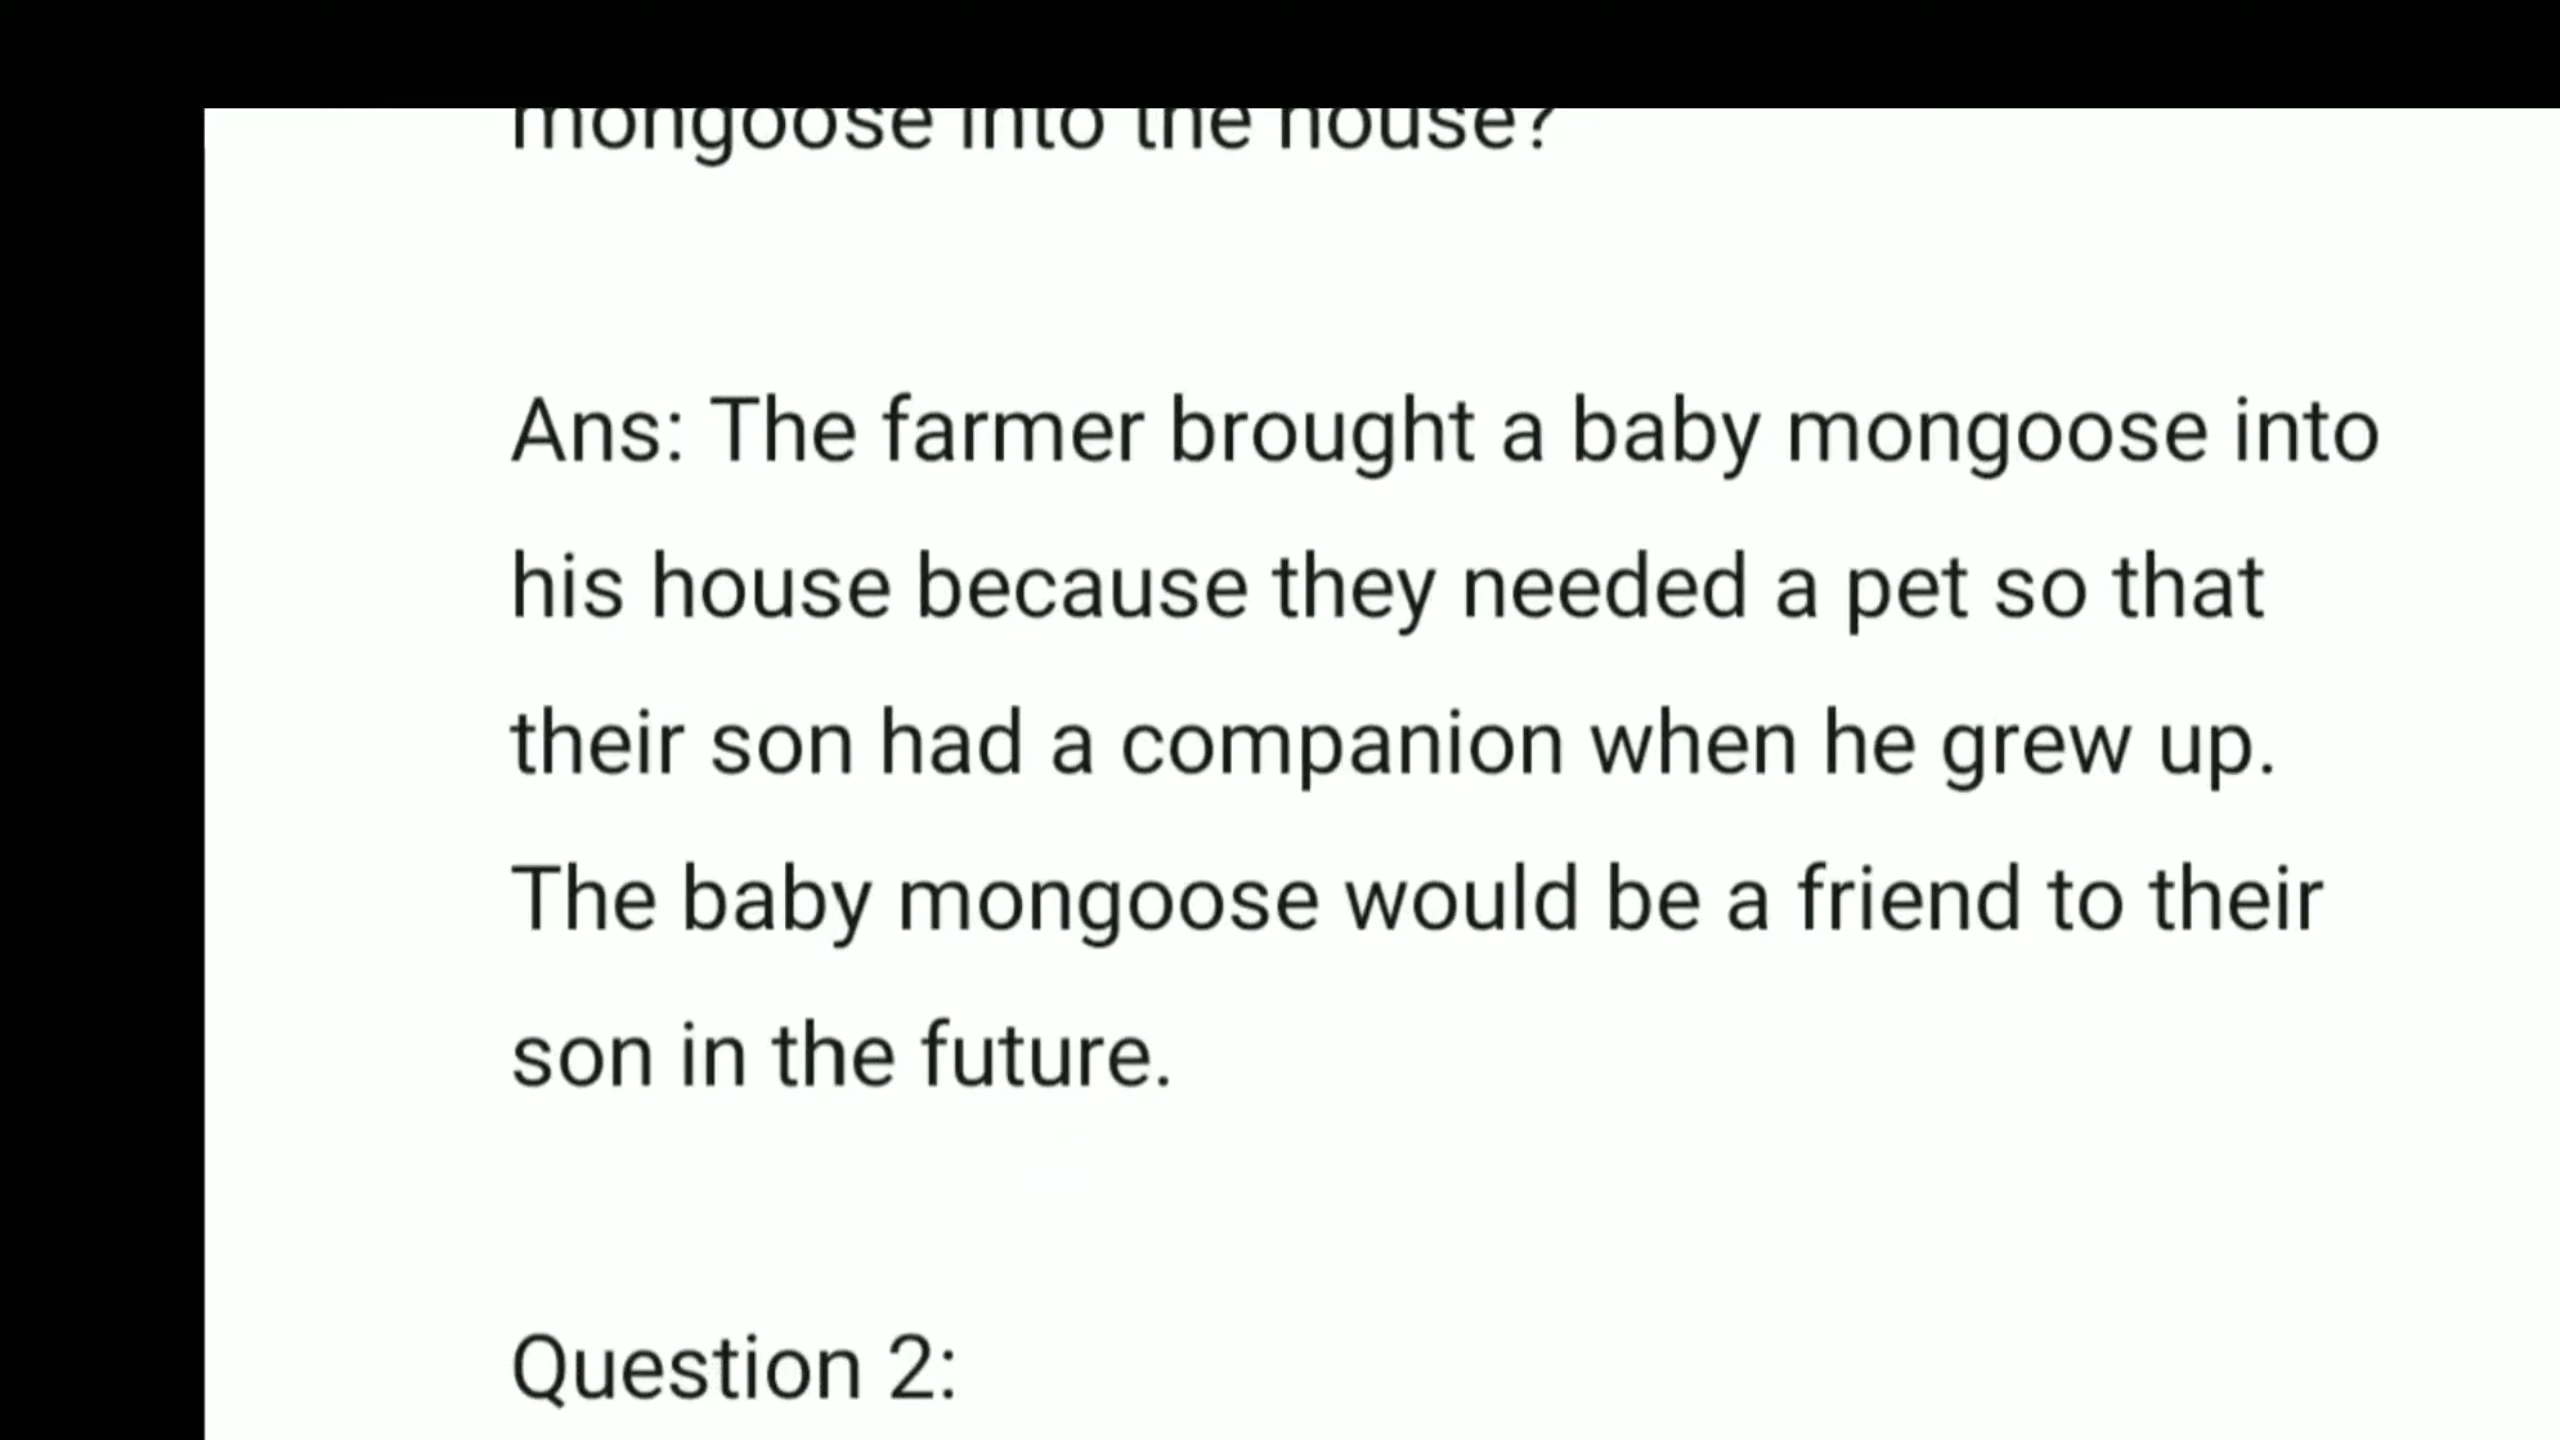 mongoose into the house?
Ans: The farmer brought a baby mongoose into
his house because they needed a pet so that
their son had a companion when he grew up.
The baby mongoose would be a friend to their
son in the future.
Question 2: